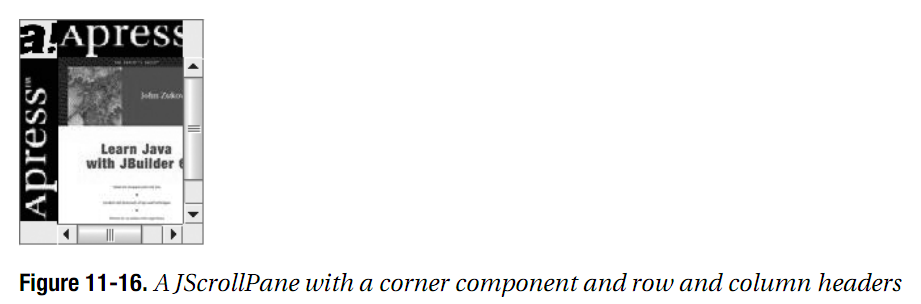 a! Apress
Apress™
John Zukow
Learn Java
with JBuilder 6
Figure 11-16. A JScrollPane with a corner component and row and column headers